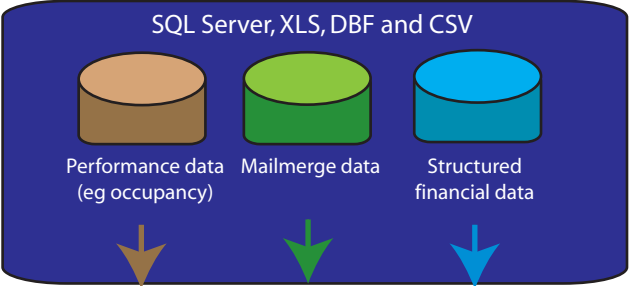 SQL Server, XLS, DBF and CSV
Performance data
(eg occupancy)
Mailmerge data
Structured
financial data